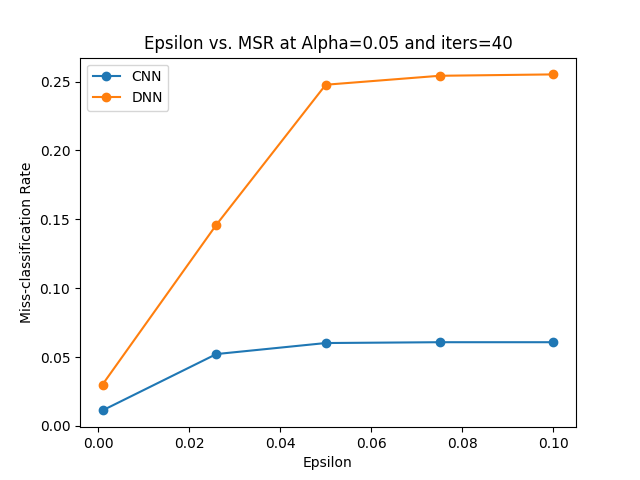 Epsilon vs. MSR at Alpha=0.05 and iters=40
CNN
DNN
Miss-classification Rate
0.25
0.20
0.15
0.10
0.05
0.00
0.00 0.02 0.04 0.06 0.08 0.10
Epsilon